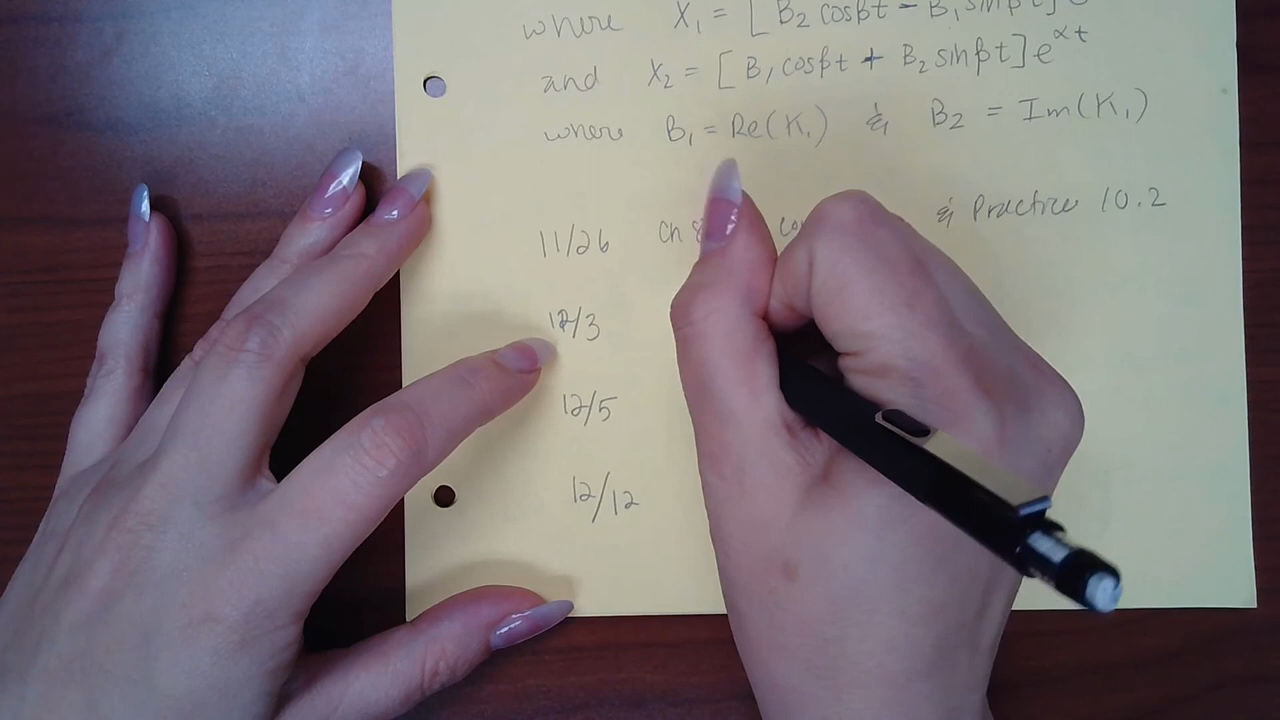 where X₁ = [ B₂ cosβt - B₁ sinβt ] e
and X₂ = [ B₁ cosβt + B₂ sinβt ] e^αt
where B₁ = Re(K₁) & B₂ = Im(K₁)
11/26 Ch & Practice 10.2
12/3
12/5
12/12